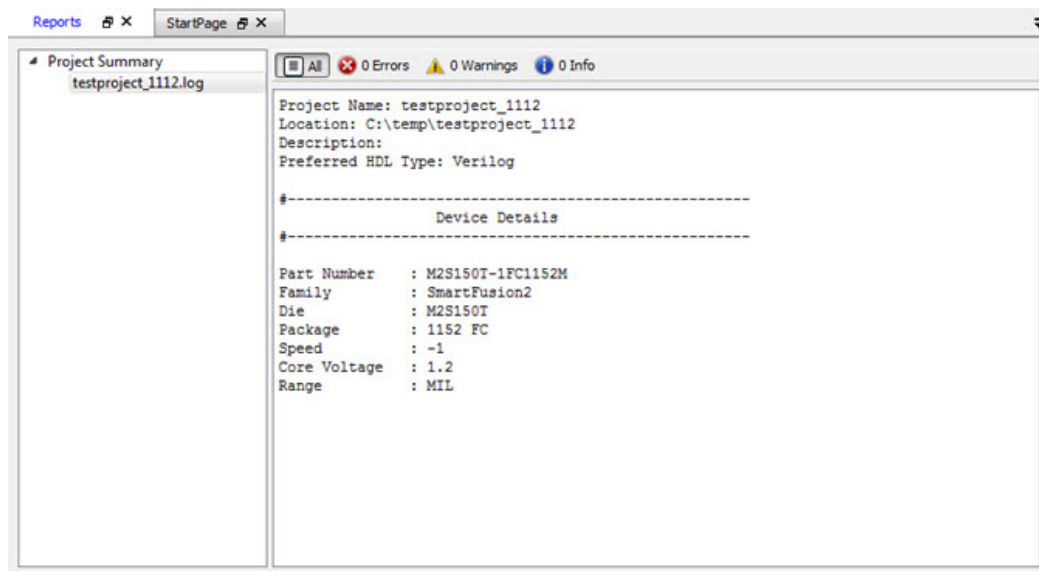 Reports StartPage
Project Summary
testproject_1112.log
All 0 Errors 0 Warnings 0 Info
Project Name: testproject_1112
Location: C:\temp\testproject_1112
Description:
Preferred HDL Type: Verilog
#-----------------------------------------------------
Device Details
#-----------------------------------------------------
Part Number : M2S150T-1FC1152M
Family : SmartFusion2
Die : M2S150T
Package : 1152 FC
Speed : -1
Core Voltage : 1.2
Range : MIL